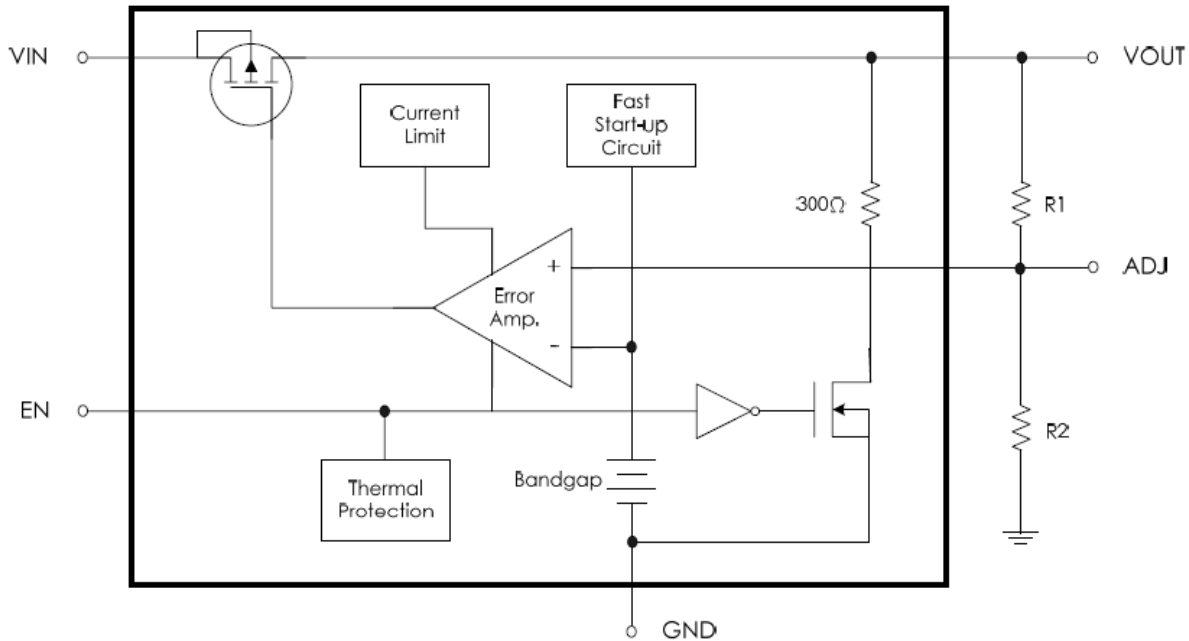 VIN
VOUT
Current
Limit
Fast
Start-up
Circuit
300Ω
R1
+
ADJ
Error
Amp.
-
EN
R2
Bandgap
Thermal
Protection
GND